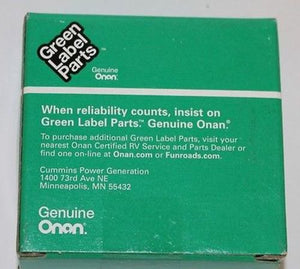 Green
Label
Parts
Genuine
Onan
When reliability counts, insist on
Green Label Parts.™ Genuine Onan.®
To purchase additional Green Label Parts, visit your
nearest Onan Certified RV Service and Parts Dealer or
find one on-line at Onan.com or Funroads.com.
Cummins Power Generation
1400 73rd Ave NE
Minneapolis, MN 55432
Genuine
Onan